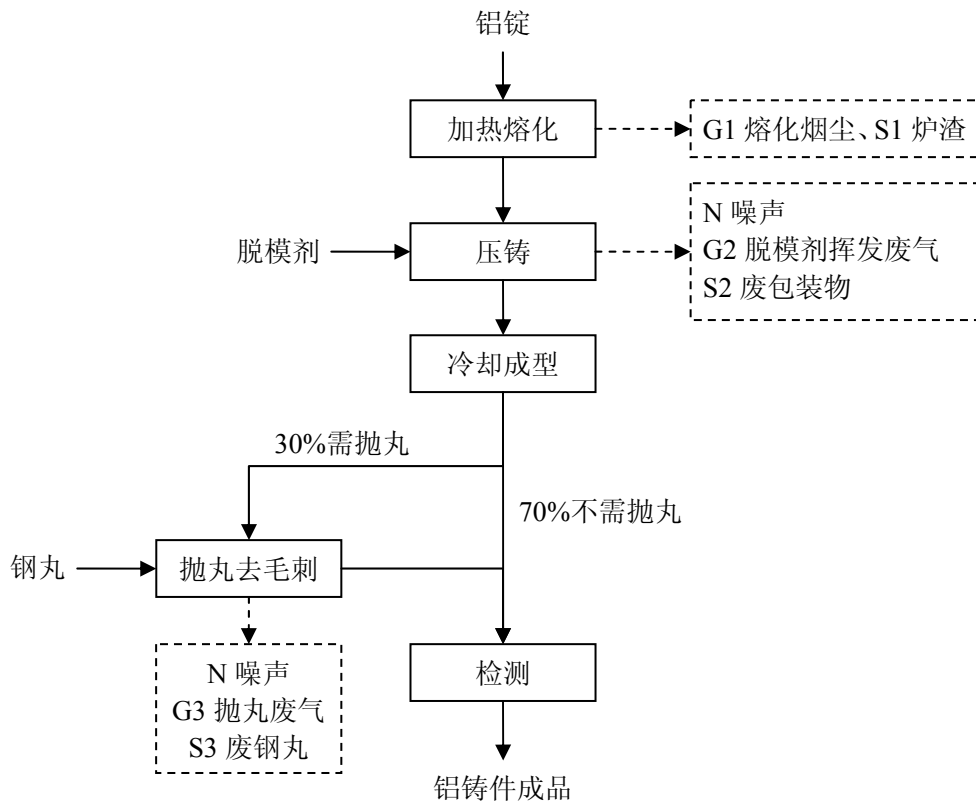 铝锭
加热熔化
G1 熔化烟尘、S1 炉渣
N 噪声
脱模剂
压铸
G2 脱模剂挥发废气
S2 废包装物
冷却成型
30%需抛丸
70%不需抛丸
钢丸
抛丸去毛刺
N 噪声
G3 抛丸废气
S3 废钢丸
检测
铝铸件成品